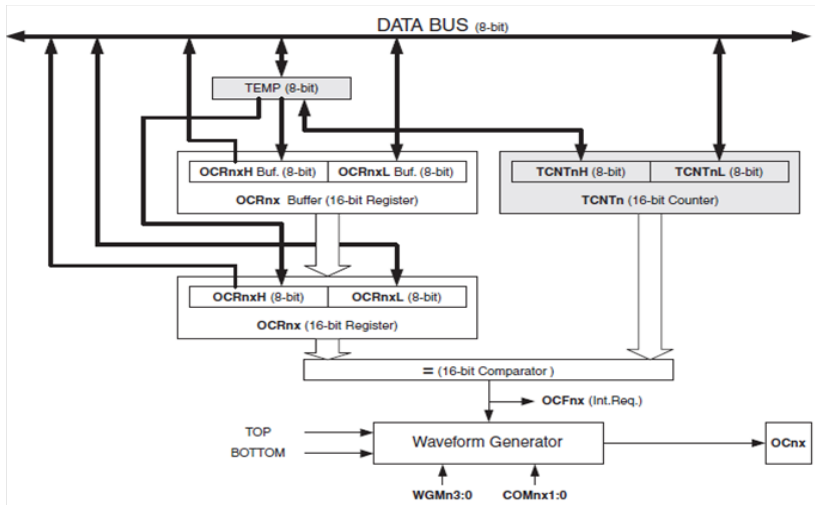 DATA BUS (8-bit)
TEMP (8-bit)
OCRnxH Buf. (8-bit) OCRnxL Buf. (8-bit)
OCRnx Buffer (16-bit Register)
TCNTnH (8-bit) TCNTnL (8-bit)
TCNTn (16-bit Counter)
OCRnxH (8-bit) OCRnxL (8-bit)
OCRnx (16-bit Register)
= (16-bit Comparator )
OCFnx (Int.Req.)
TOP
BOTTOM
Waveform Generator
OCnx
WGMn3:0 COMnx1:0